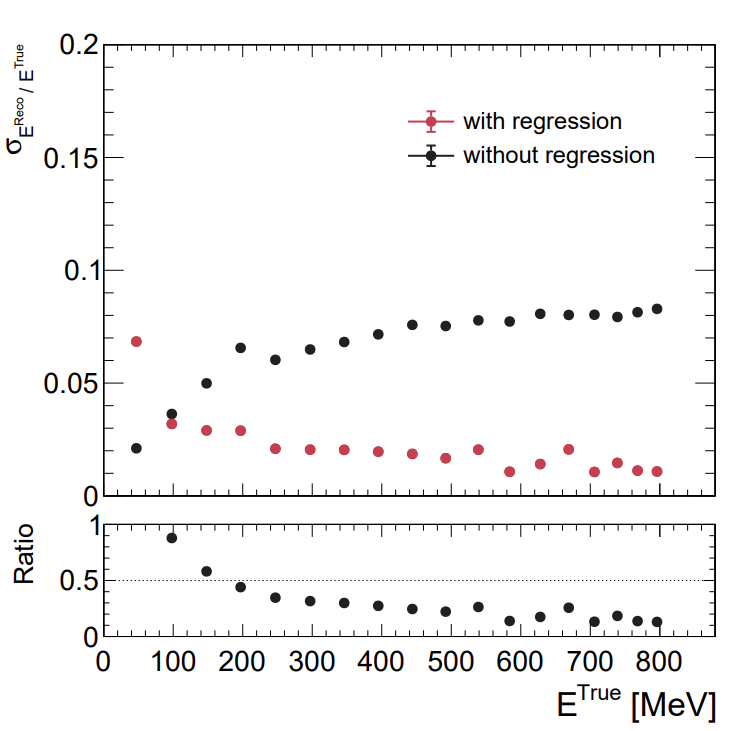 0.2
σ_{E^{Reco} / E^{True}}
with regression
without regression
0.15
0.1
0.05
0
1
Ratio
0.5
0
0 100 200 300 400 500 600 700 800
E^{True} [MeV]